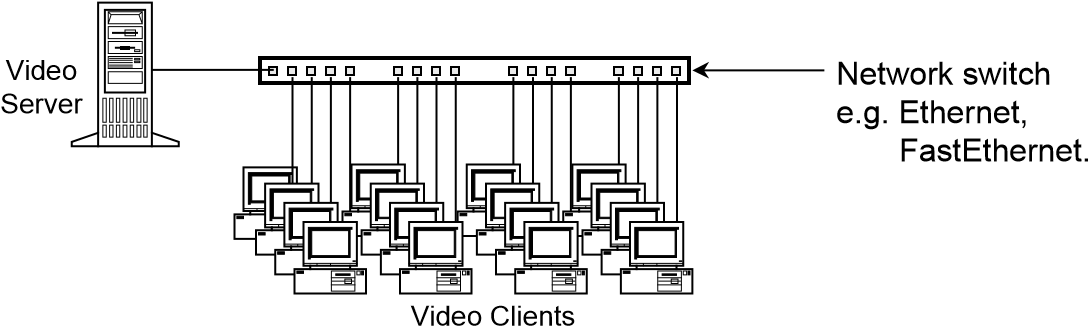 Video
Server
Network switch
e.g. Ethernet,
FastEthernet.
Video Clients